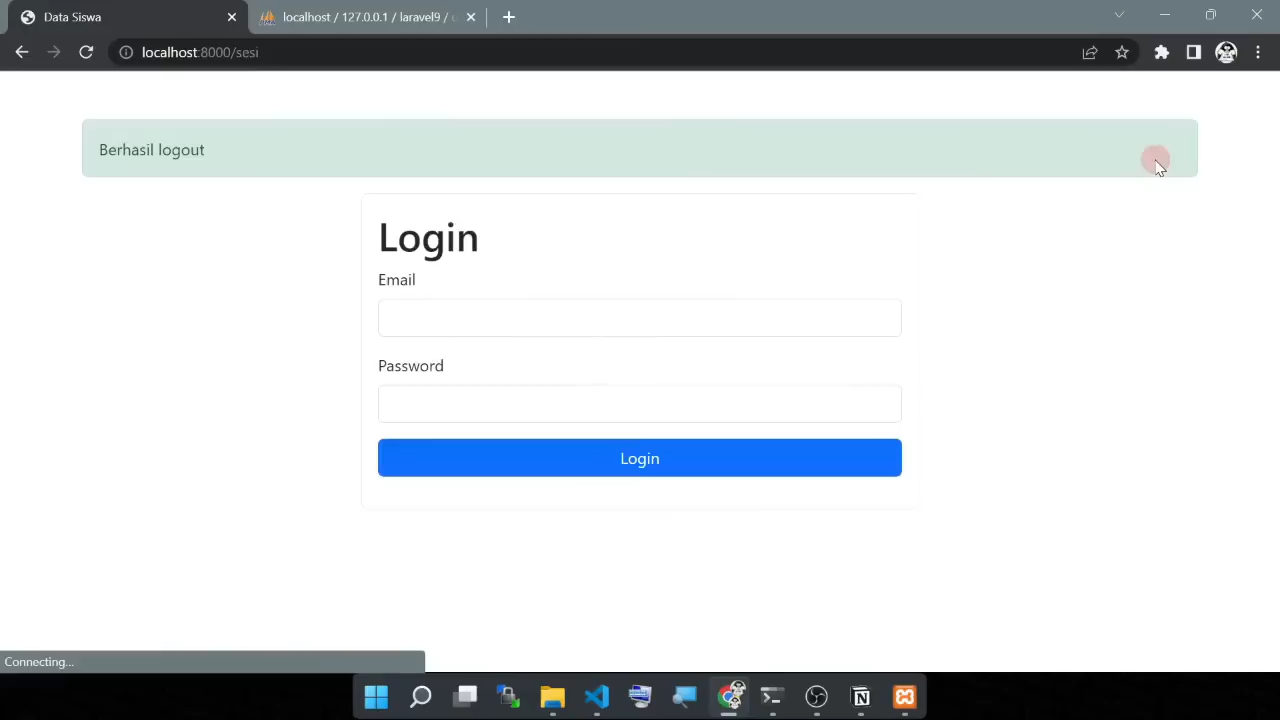 Data Siswa
localhost / 127.0.0.1 / laravel9 /
localhost:8000/sesi
Berhasil logout
Login
Email
Password
Login
Connecting...